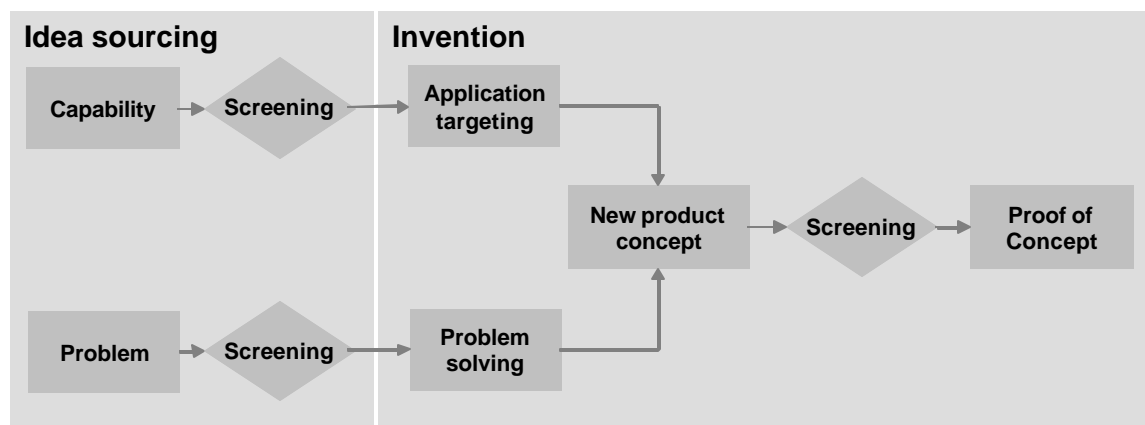 Idea sourcing
Invention
Capability
Screening
Application
targeting
New product
concept
Screening
Proof of
Concept
Problem
Screening
Problem
solving